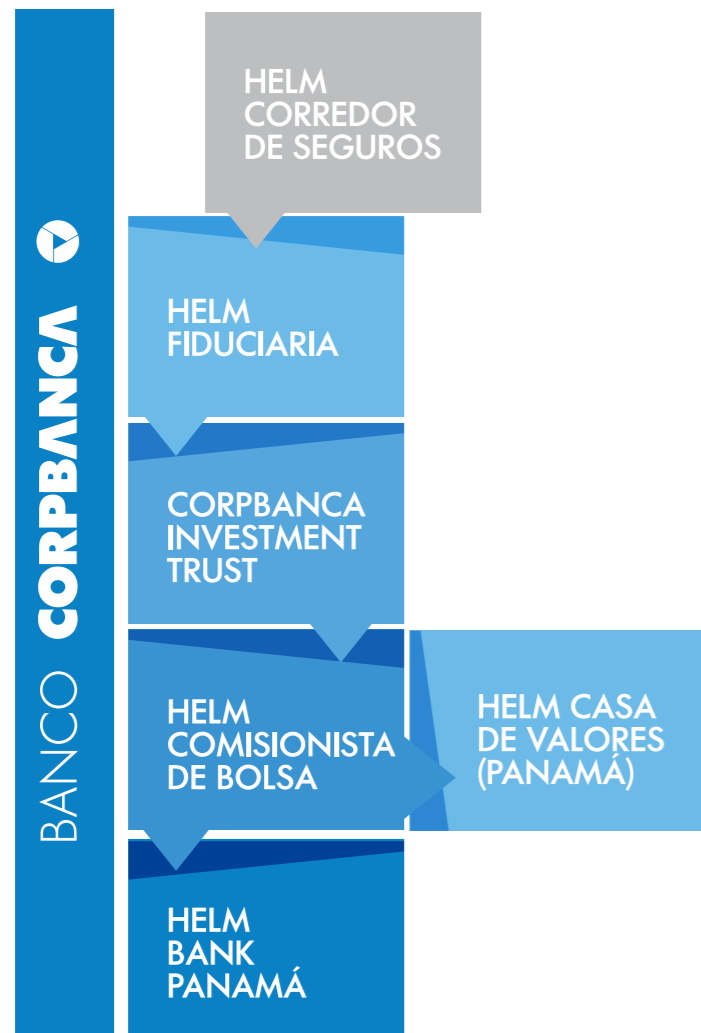 BANCO CORPBANCA
HELM
CORREDOR
DE SEGUROS
HELM
FIDUCIARIA
CORPBANCA
INVESTMENT
TRUST
HELM
COMISIONISTA
DE BOLSA
HELM CASA
DE VALORES
(PANAMÁ)
HELM
BANK
PANAMÁ